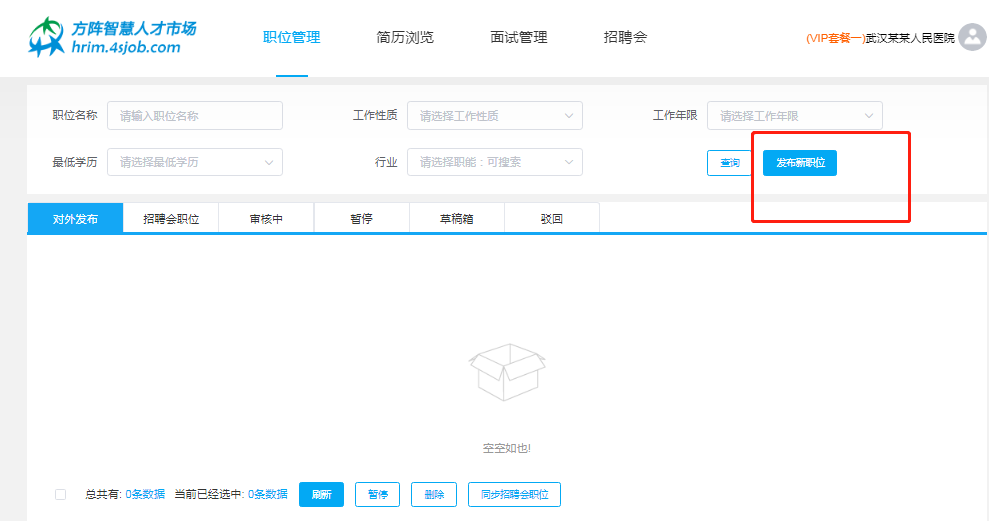 方阵智慧人才市场
hrim.4sjob.com
职位管理 简历浏览 面试管理 招聘会 (VIP套餐一)武汉某某人民医院
职位名称 请输入职位名称 工作性质 请选择工作性质 工作年限 请选择工作年限
最低学历 请选择最低学历 行业 请选择职能：可搜索 查询 发布新职位
对外发布 招聘会职位 审核中 暂停 草稿箱 驳回
空空如也!
总共有: 0条数据 当前已经选中: 0条数据 刷新 暂停 删除 同步招聘会职位